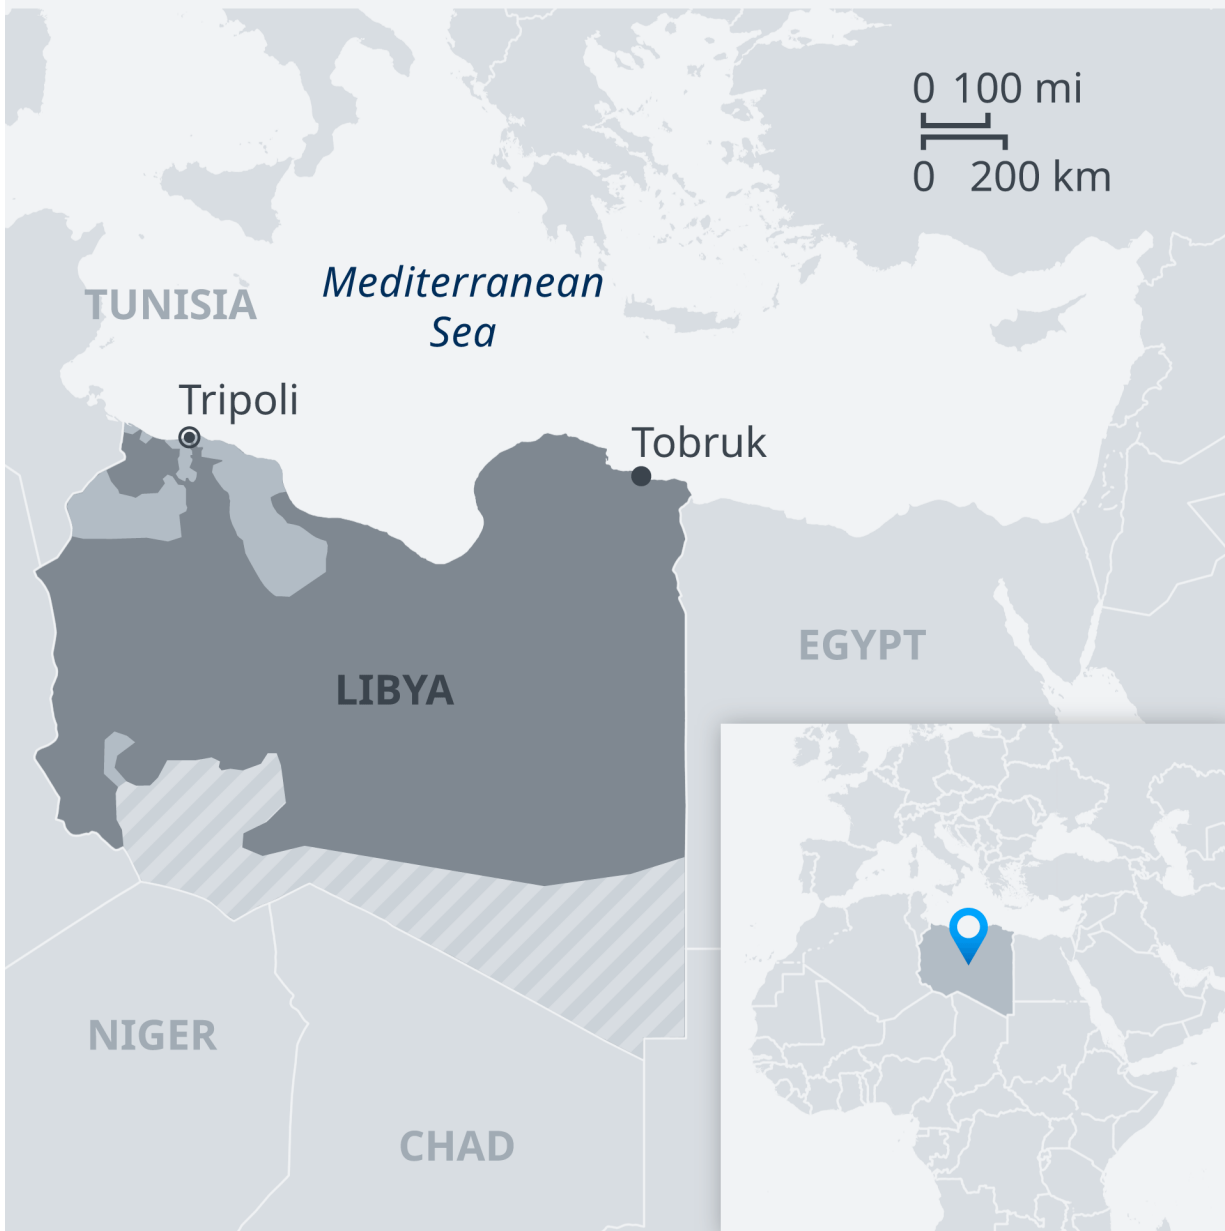 0 100 mi
0 200 km
Mediterranean
Sea
TUNISIA
Tripoli
Tobruk
LIBYA
EGYPT
NIGER
CHAD